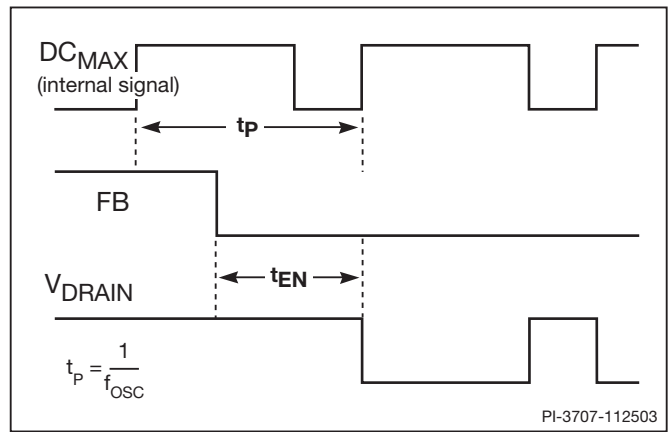 DCMAX
(internal signal)
tP
FB
tEN
VDRAIN
tP = 1/fOSC
PI-3707-112503